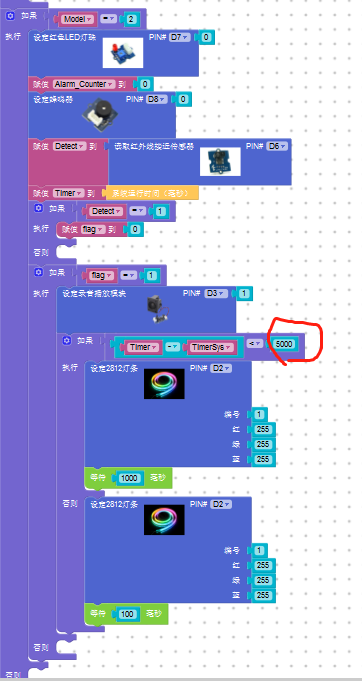 如果 Model = 2
执行 设定红色LED灯珠 PIN# D7 0
赋值 Alarm_Counter 到 0
设定蜂鸣器 PIN# D8 0
赋值 Detect 到 读取红外线接近传感器 PIN# D6
赋值 Timer 到 系统运行时间(毫秒)
如果 Detect = 1
执行 赋值 flag 到 0
否则
如果 flag = 1
执行 设定录音播放模块 PIN# D3 1
如果 Timer - TimerSys < 5000
执行 设定2812灯条 PIN# D2
编号 1
红 255
绿 255
蓝 255
等待 1000 毫秒
否则 设定2812灯条 PIN# D2
编号 1
红 255
绿 255
蓝 255
等待 100 毫秒
否则
否则